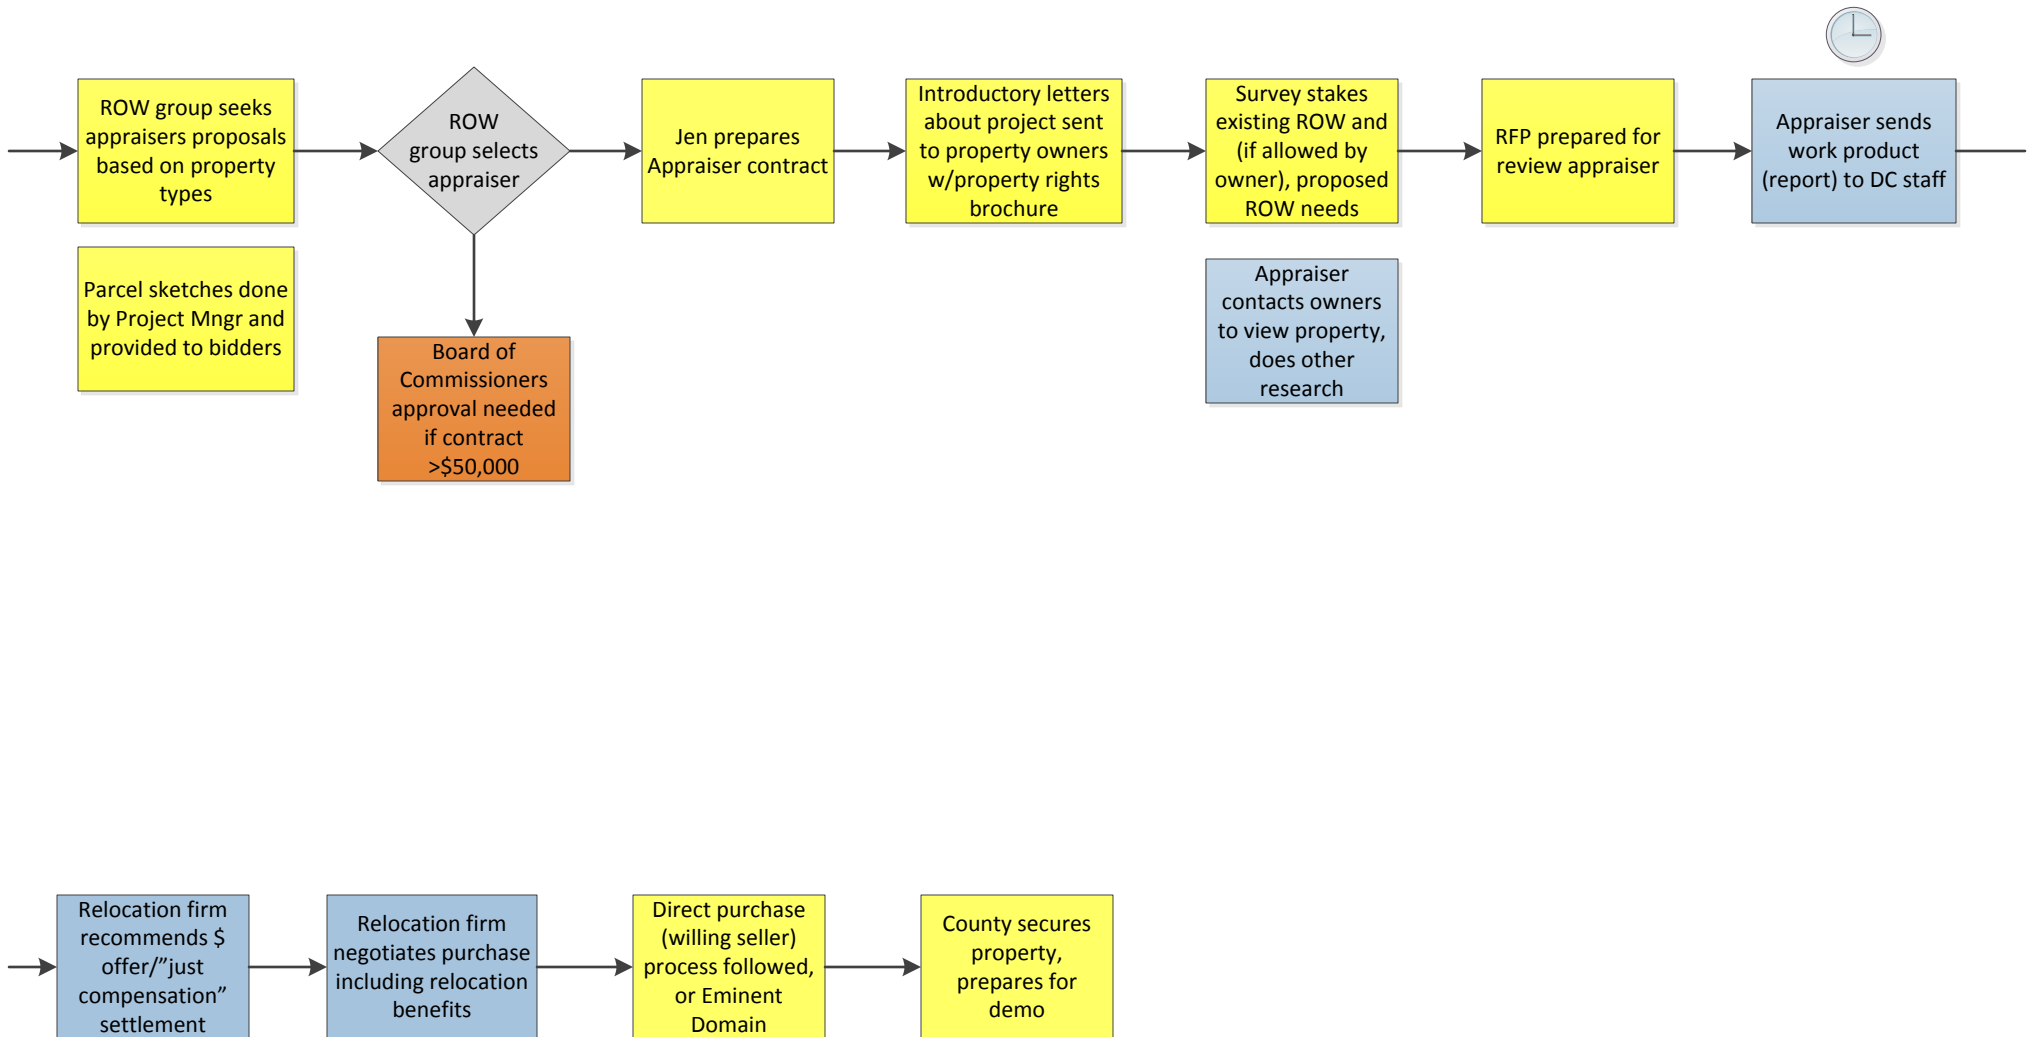 ROW group seeks
appraisers proposals
based on property
types
ROW
group selects
appraiser
Jen prepares
Appraiser contract
Introductory letters
about project sent
to property owners
w/property rights
brochure
Survey stakes
existing ROW and
(if allowed by
owner), proposed
ROW needs
RFP prepared for
review appraiser
Appraiser sends
work product
(report) to DC staff
Parcel sketches done
by Project Mngr and
provided to bidders
Board of
Commissioners
approval needed
if contract
>$50,000
Appraiser
contacts owners
to view property,
does other
research
Relocation firm
recommends $
offer/”just
compensation”
settlement
Relocation firm
negotiates purchase
including relocation
benefits
Direct purchase
(willing seller)
process followed,
or Eminent
Domain
County secures
property,
prepares for
demo